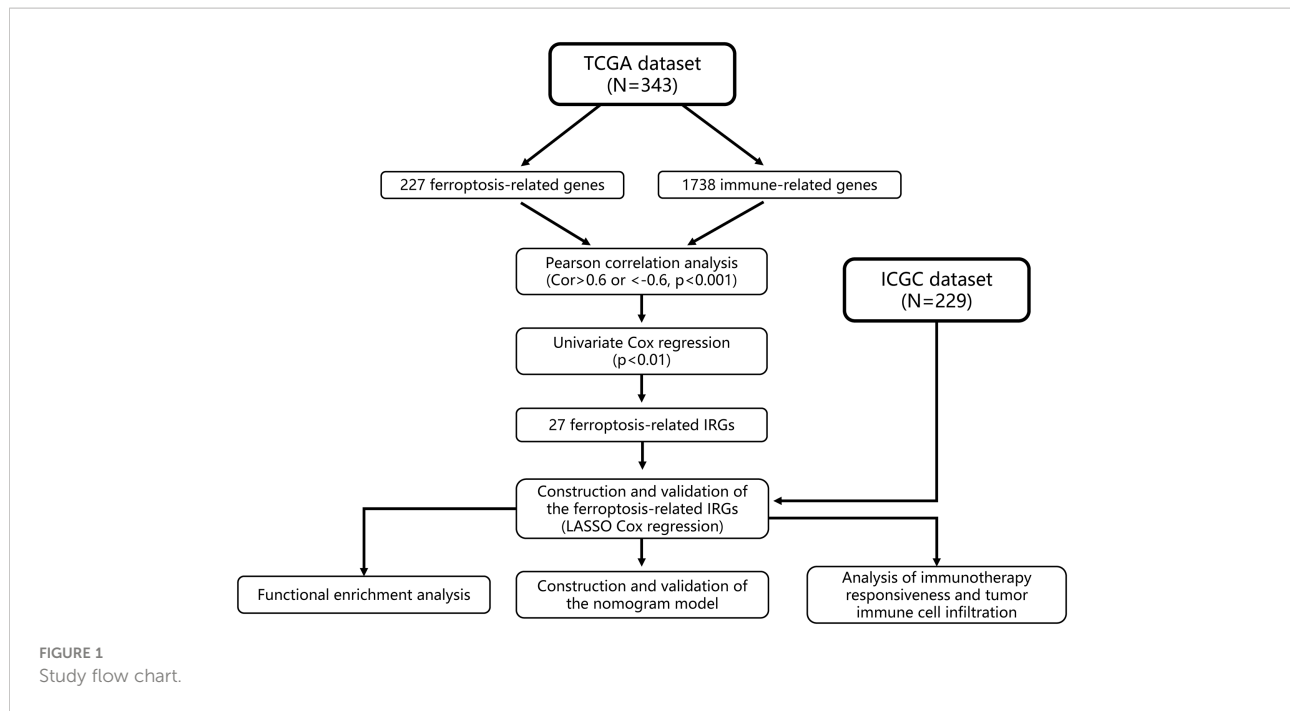 TCGA dataset
(N=343)
227 ferroptosis-related genes
1738 immune-related genes
Pearson correlation analysis
(Cor>0.6 or <-0.6, p<0.001)
ICGC dataset
(N=229)
Univariate Cox regression
(p<0.01)
27 ferroptosis-related IRGs
Construction and validation of
the ferroptosis-related IRGs
(LASSO Cox regression)
Functional enrichment analysis
Construction and validation of
the nomogram model
Analysis of immunotherapy
responsiveness and tumor
immune cell infiltration
FIGURE 1
Study flow chart.